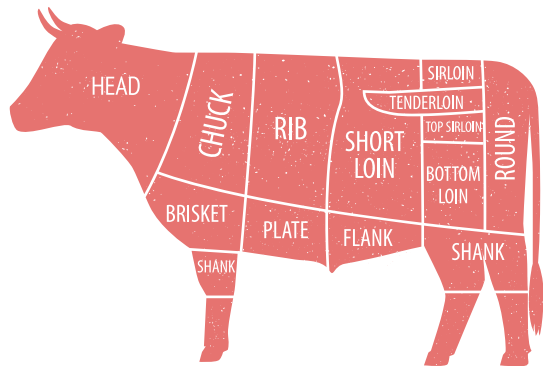 HEAD
CHUCK
RIB
SHORT
LOIN
SIRLOIN
TENDERLOIN
TOP SIRLOIN
BOTTOM
LOIN
ROUND
BRISKET
PLATE
FLANK
SHANK
SHANK